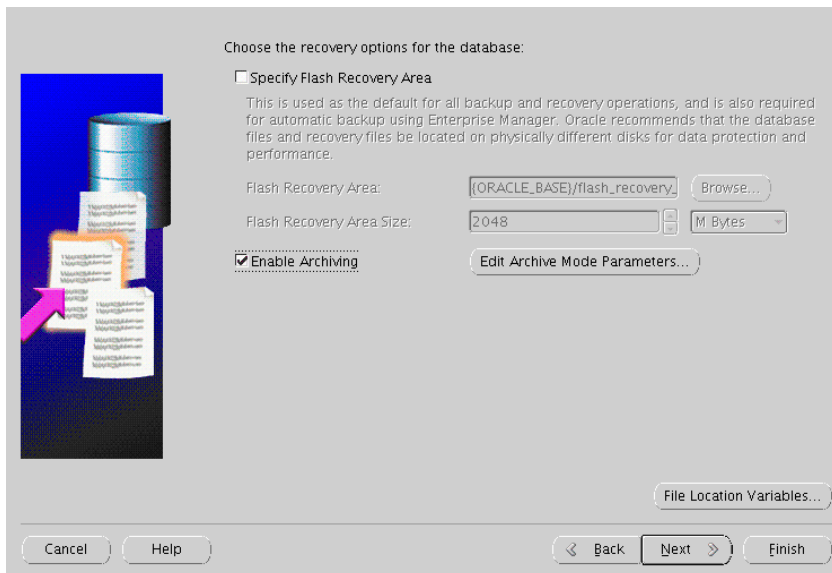 Choose the recovery options for the database:
Specify Flash Recovery Area
This is used as the default for all backup and recovery operations, and is also required
for automatic backup using Enterprise Manager. Oracle recommends that the database
files and recovery files be located on physically different disks for data protection and
performance.
Flash Recovery Area: {ORACLE_BASE}/flash_recovery_ Browse...
Flash Recovery Area Size: 2048 M Bytes
Enable Archiving Edit Archive Mode Parameters...
File Location Variables...
Cancel Help Back Next Finish